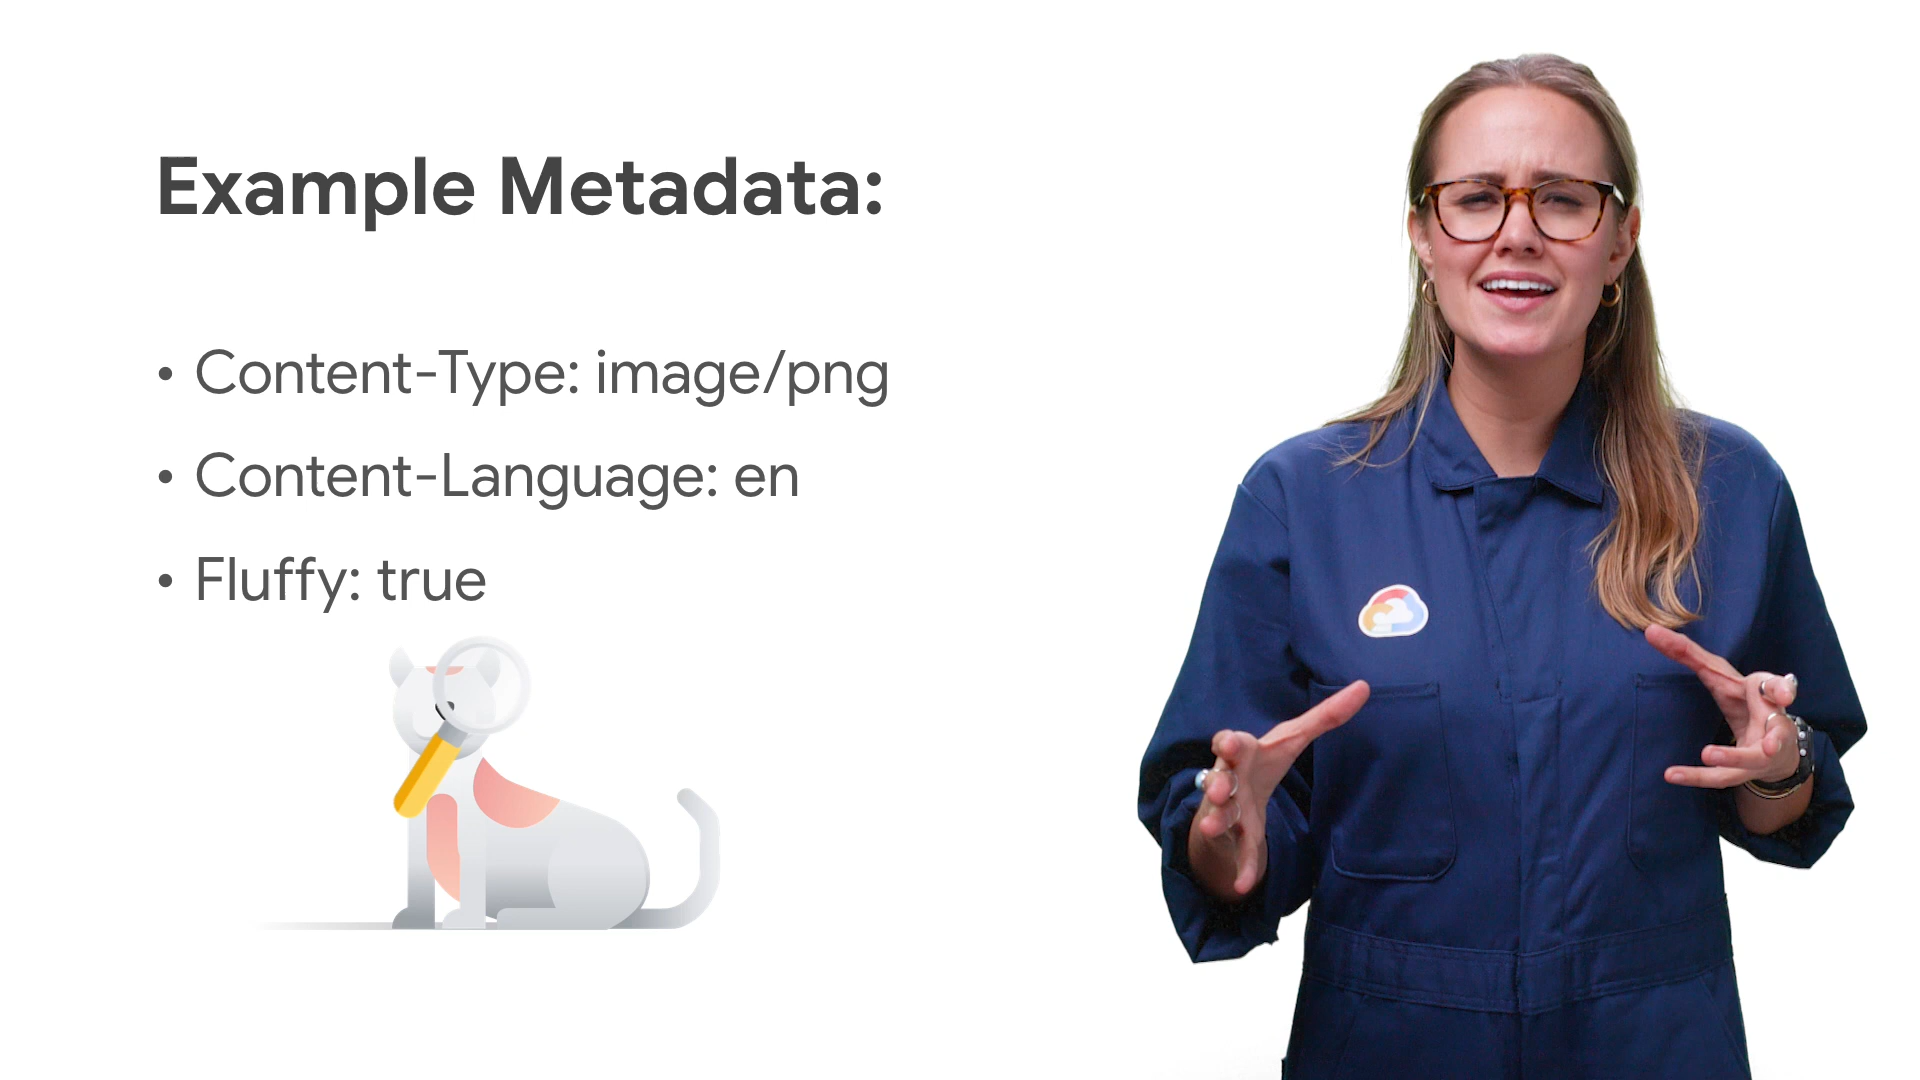 Example Metadata:
• Content-Type: image/png
• Content-Language: en
• Fluffy: true